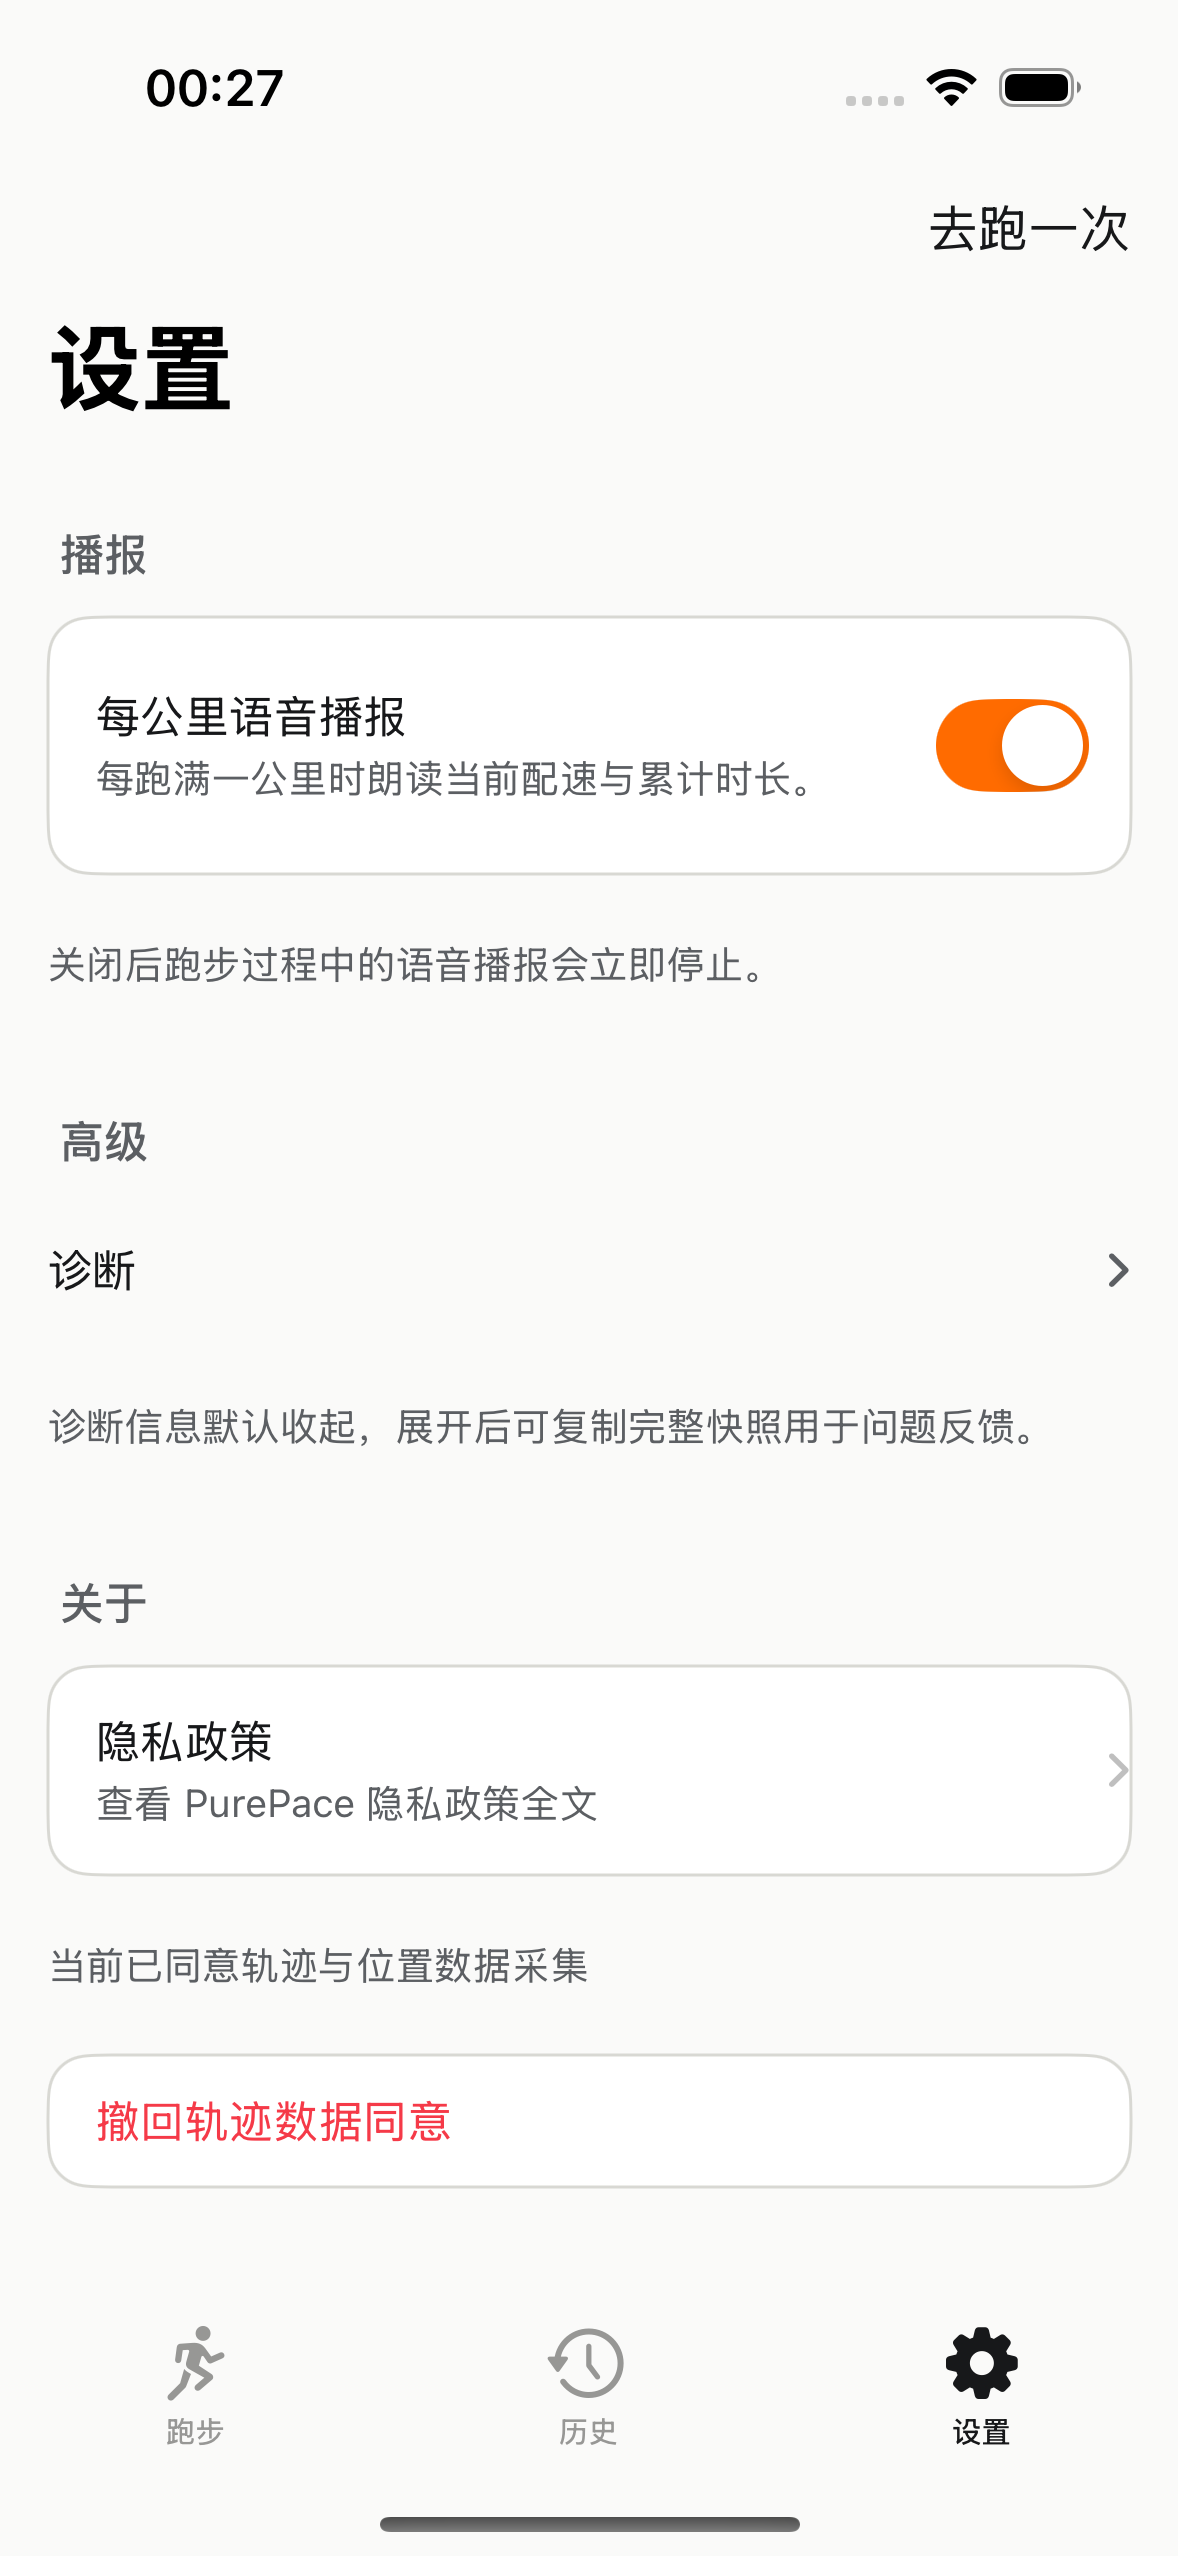 00:27
去跑一次
设置
播报
每公里语音播报
每跑满一公里时朗读当前配速与累计时长。
关闭后跑步过程中的语音播报会立即停止。
高级
诊断
诊断信息默认收起，展开后可复制完整快照用于问题反馈。
关于
隐私政策
查看 PurePace 隐私政策全文
当前已同意轨迹与位置数据采集
撤回轨迹数据同意
跑步
历史
设置